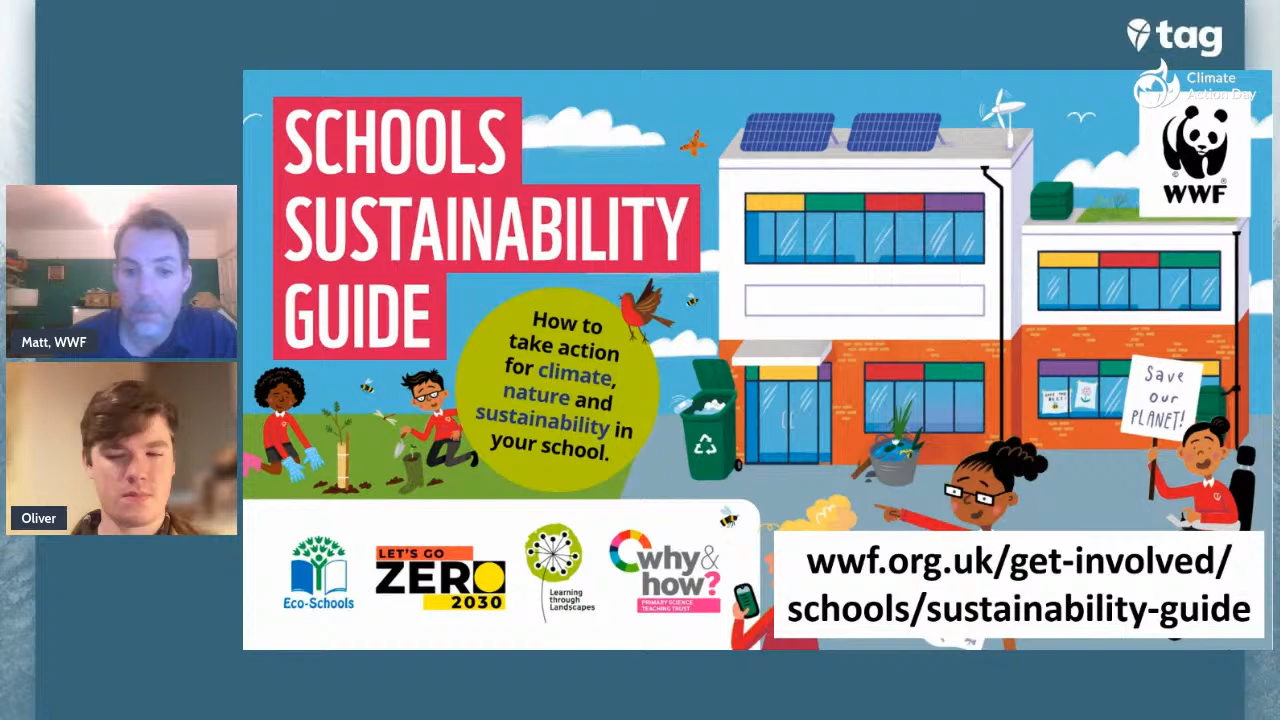 tag
Climate
Action Day
SCHOOLS
SUSTAINABILITY
GUIDE
WWF
How to
take action
for climate,
nature and
sustainability in
your school.
Save
our
PLANET!
Matt, WWF
Oliver
Eco-Schools
LET'S GO
ZERO
2030
Learning
through
Landscapes
why&
how?
PRIMARY SCIENCE
TEACHING TRUST
wwf.org.uk/get-involved/
schools/sustainability-guide